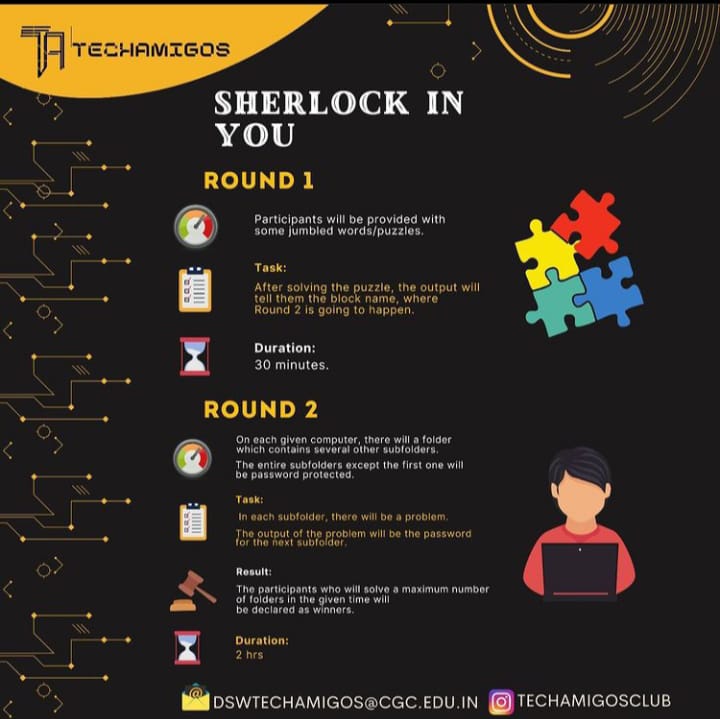 TECHAMIGOS
SHERLOCK IN
YOU
ROUND 1
Participants will be provided with
some jumbled words/puzzles.
Task:
After solving the puzzle, the output will
tell them the block name, where
Round 2 is going to happen.
Duration:
30 minutes.
ROUND 2
On each given computer, there will a folder
which contains several other subfolders.
The entire subfolders except the first one will
be password protected.
Task:
In each subfolder, there will be a problem.
The output of the problem will be the password
for the next subfolder.
Result:
The participants who will solve a maximum number
of folders in the given time will
be declared as winners.
Duration:
2 hrs
DSWTECHAMIGOS@CGC.EDU.IN TECHAMIGOSCLUB